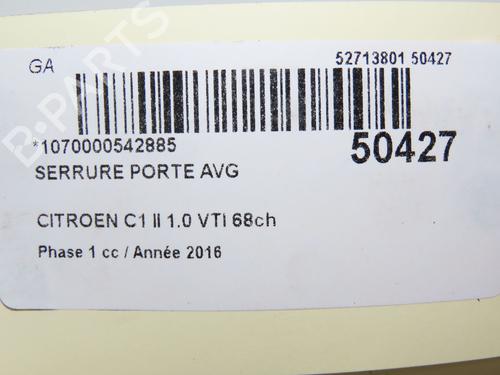 GA
52713801 50427
*1070000542885
50427
SERRURE PORTE AVG
CITROEN C1 II 1.0 VTI 68ch
Phase 1 cc / Année 2016
B-PARTS